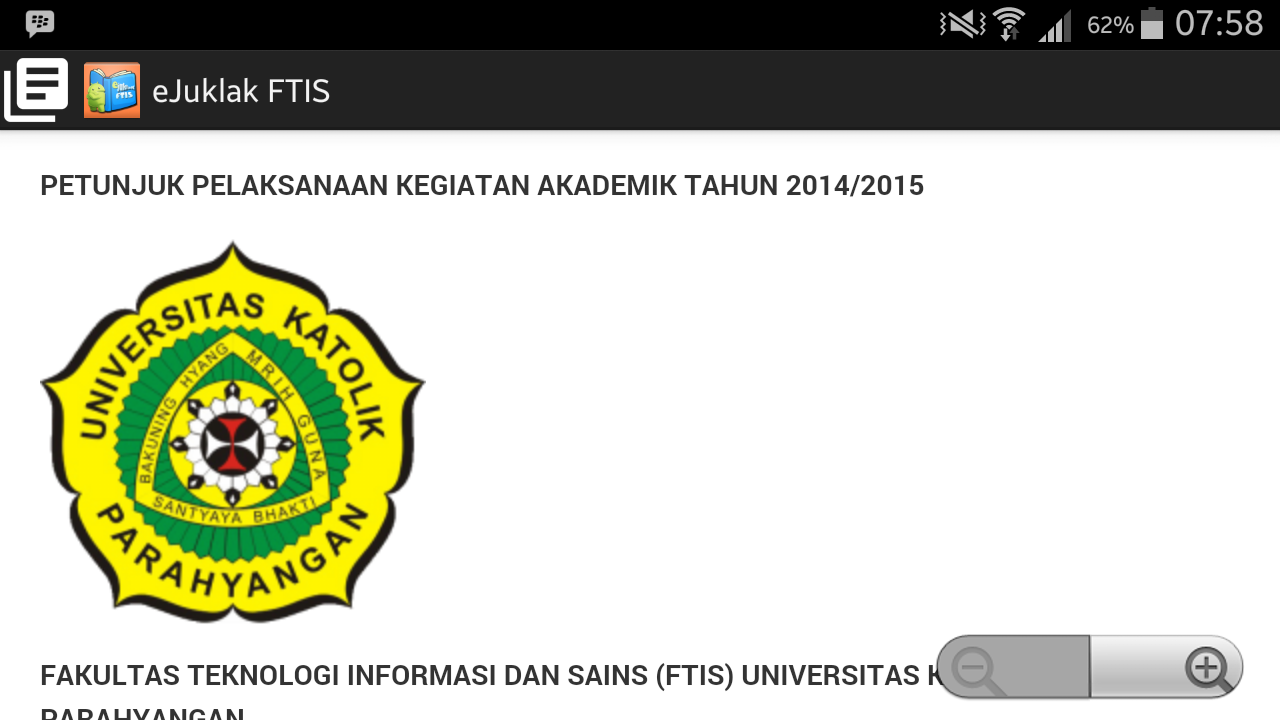 62% 07:58
eJuklak FTIS
PETUNJUK PELAKSANAAN KEGIATAN AKADEMIK TAHUN 2014/2015
UNIVERSITAS KATOLIK
BAKUNING HYANG MRIH GUNA
SANTYAYA BHAKTI
PARAHYANGAN
FAKULTAS TEKNOLOGI INFORMASI DAN SAINS (FTIS) UNIVERSITAS K
PARAHYANGAN